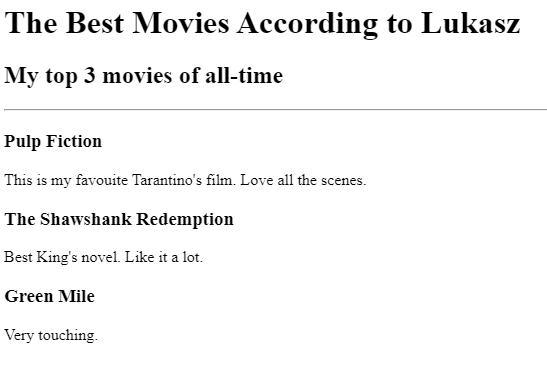 The Best Movies According to Lukasz
My top 3 movies of all-time
Pulp Fiction
This is my favouite Tarantino's film. Love all the scenes.
The Shawshank Redemption
Best King's novel. Like it a lot.
Green Mile
Very touching.